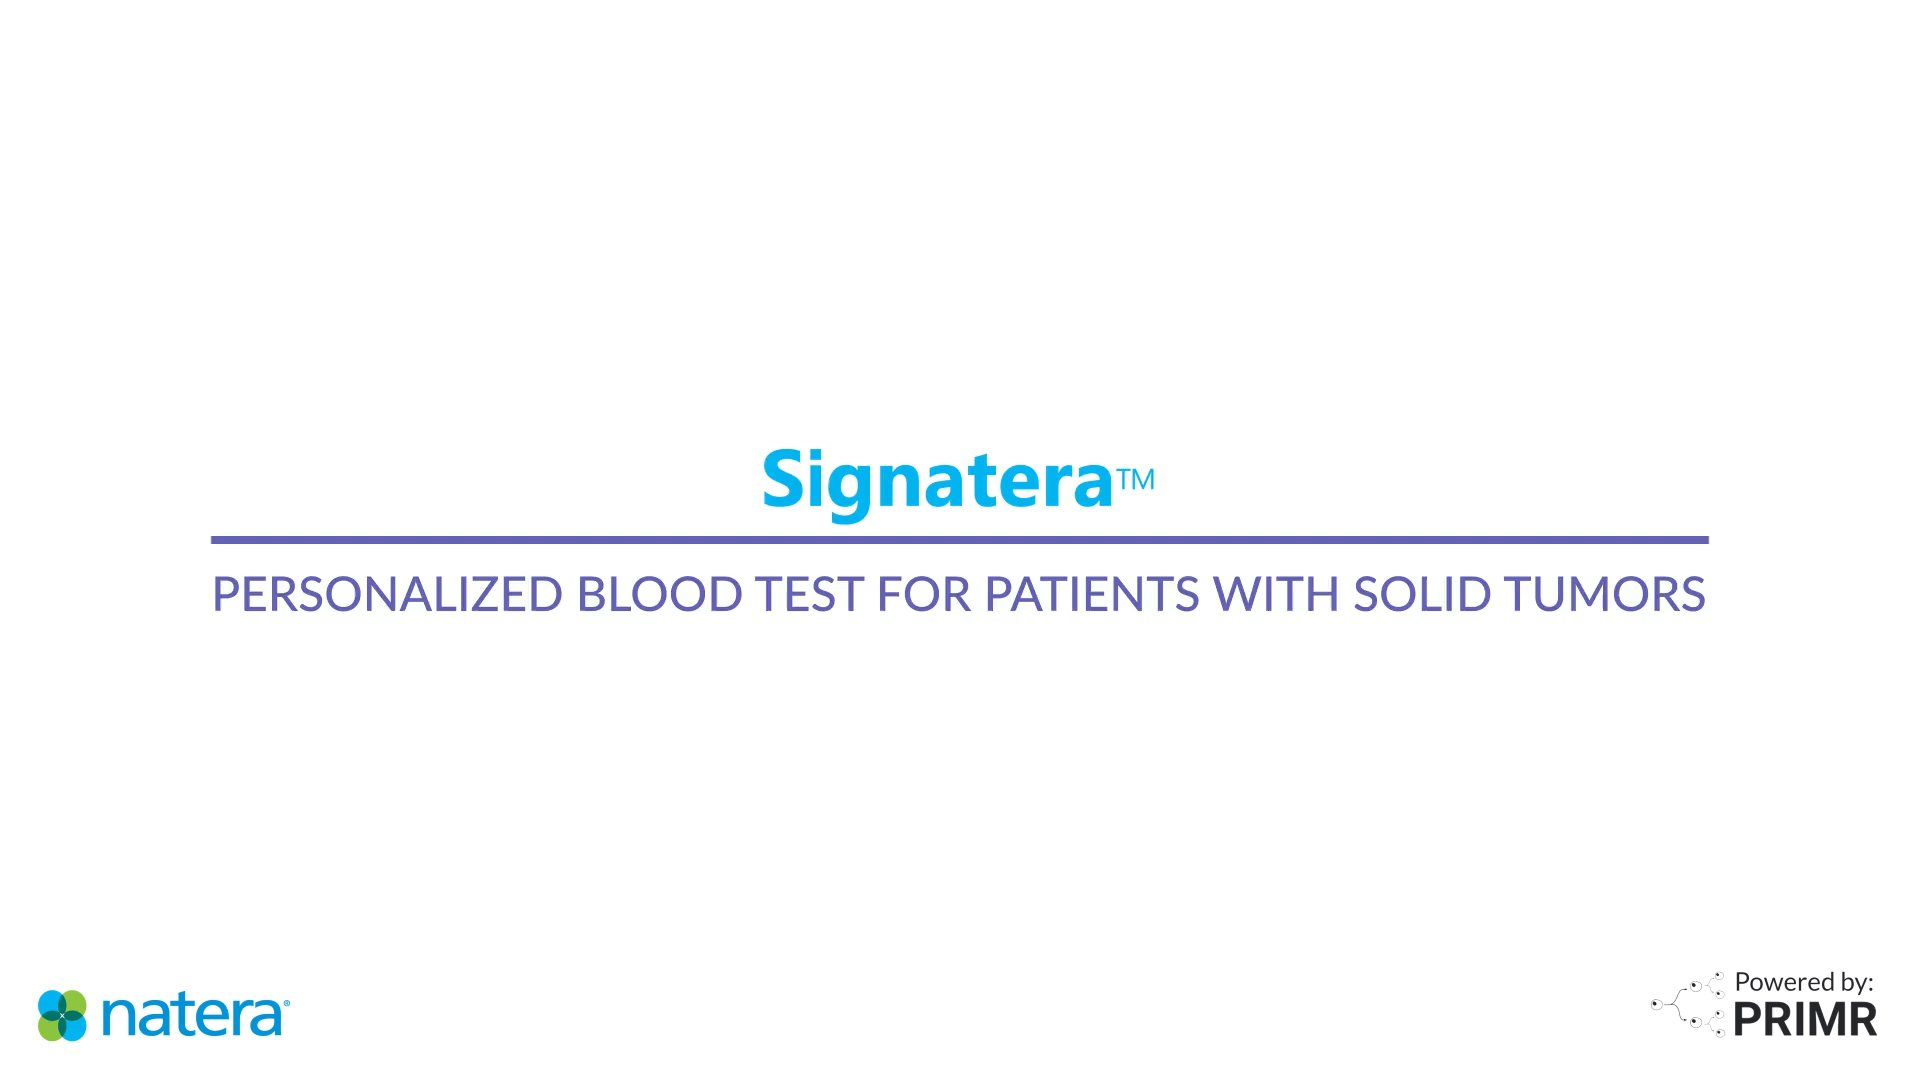 Signatera™
PERSONALIZED BLOOD TEST FOR PATIENTS WITH SOLID TUMORS
natera®
Powered by:
PRIMR